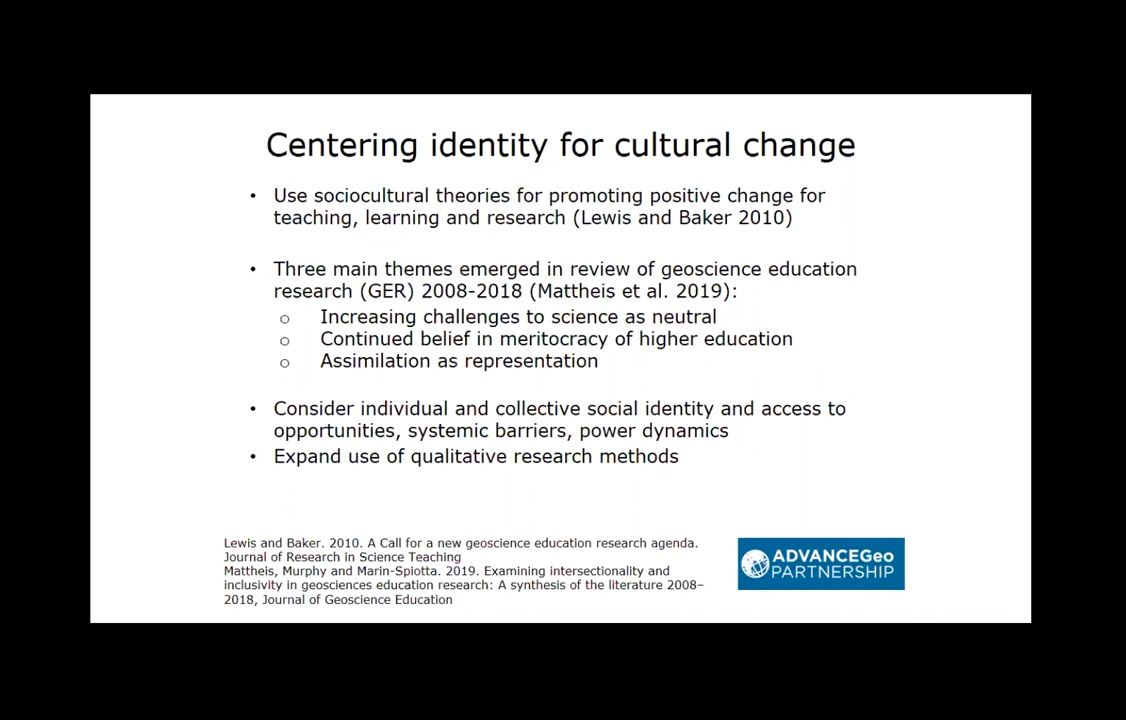 Centering identity for cultural change
• Use sociocultural theories for promoting positive change for
teaching, learning and research (Lewis and Baker 2010)
• Three main themes emerged in review of geoscience education
research (GER) 2008-2018 (Mattheis et al. 2019):
o Increasing challenges to science as neutral
o Continued belief in meritocracy of higher education
o Assimilation as representation
• Consider individual and collective social identity and access to
opportunities, systemic barriers, power dynamics
• Expand use of qualitative research methods
Lewis and Baker. 2010. A Call for a new geoscience education research agenda.
Journal of Research in Science Teaching
Mattheis, Murphy and Marin-Spiotta. 2019. Examining intersectionality and
inclusivity in geosciences education research: A synthesis of the literature 2008–
2018, Journal of Geoscience Education
ADVANCEGeo
PARTNERSHIP